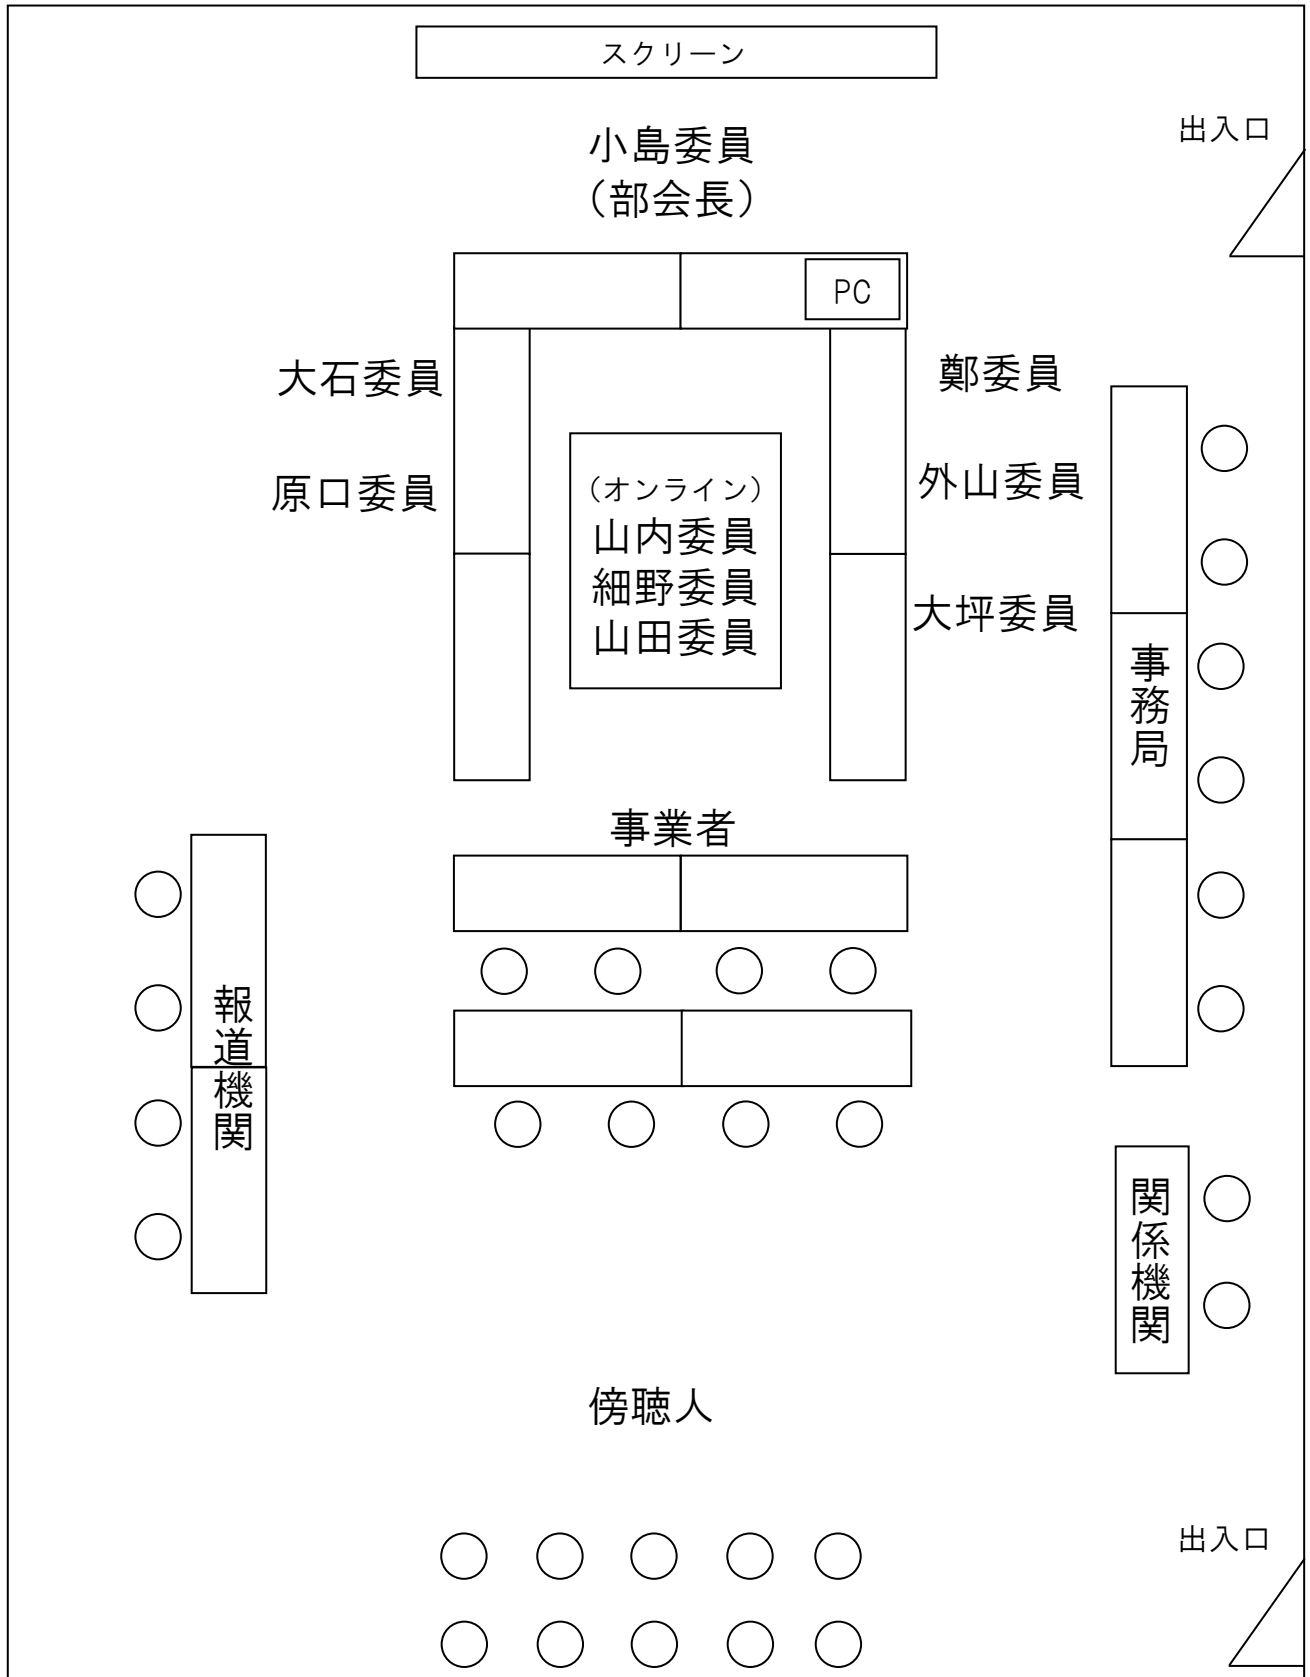 スクリーン
出入口
小島委員
（部会長）
PC
大石委員
鄭委員
原口委員
外山委員
（オンライン）
山内委員
細野委員
山田委員
大坪委員
事務局
事業者
報道機関
関係機関
傍聴人
出入口